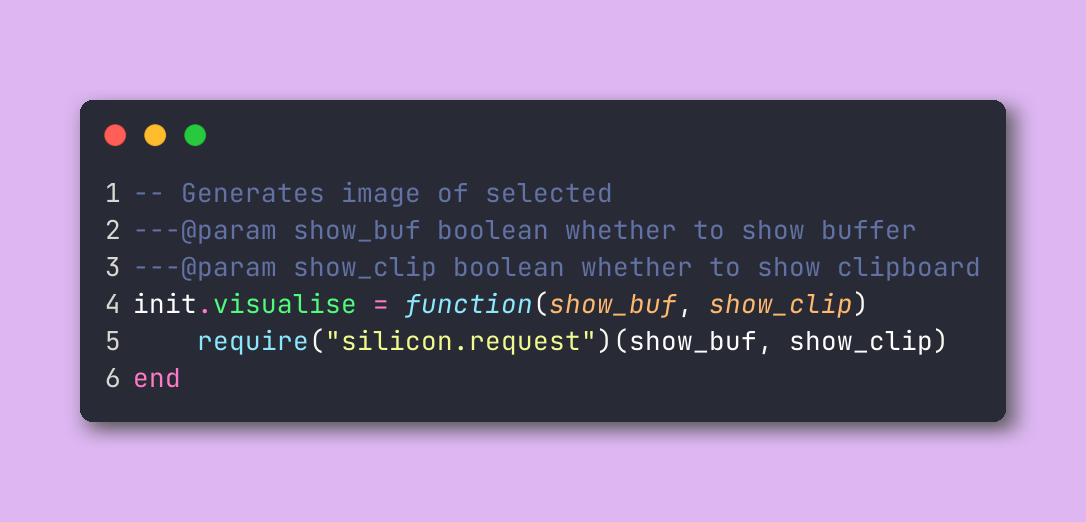 1 -- Generates image of selected
2 ---@param show_buf boolean whether to show buffer
3 ---@param show_clip boolean whether to show clipboard
4 init.visualise = function(show_buf, show_clip)
5     require("silicon.request")(show_buf, show_clip)
6 end